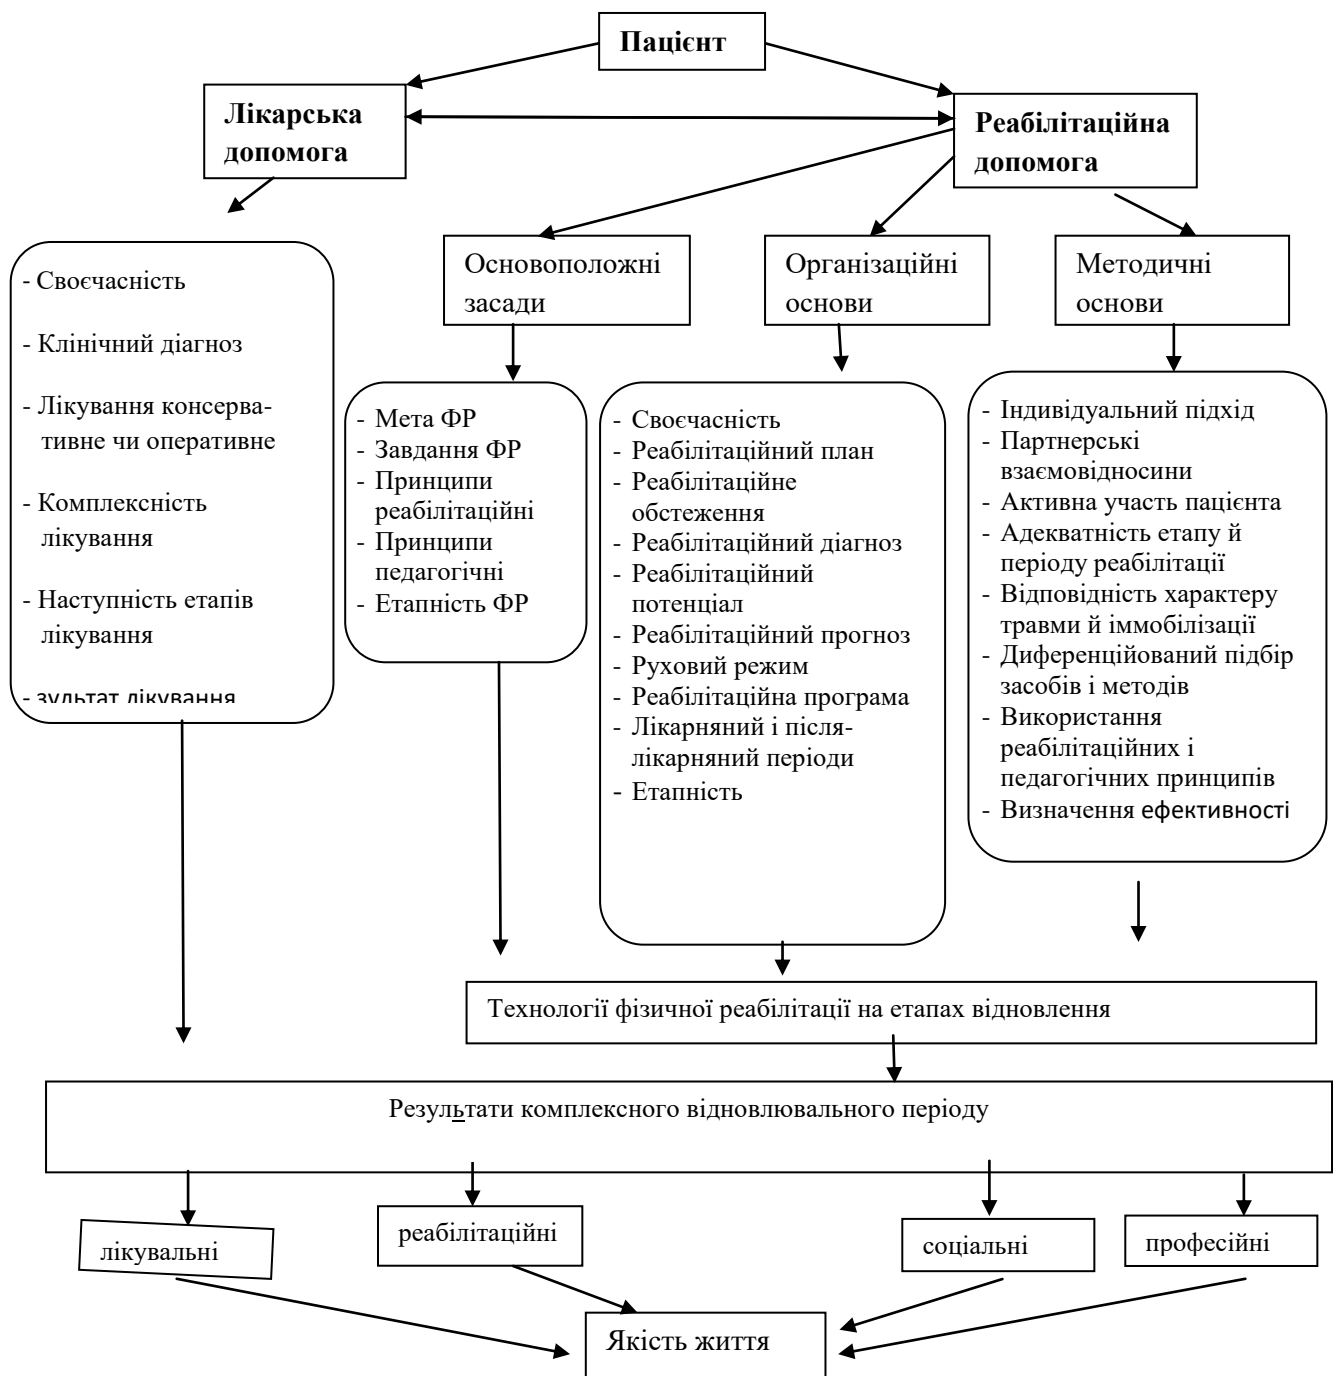 Пацієнт
Лікарська
допомога
Реабілітаційна
допомога
Основоположні
засади
Організаційні
основи
Методичні
основи
- Своєчасність
- Клінічний діагноз
- Лікування консерва-
тивне чи оперативне
- Комплексність
лікування
- Наступність етапів
лікування
- зультат лікування
- Мета ФР
- Завдання ФР
- Принципи
реабілітаційні
- Принципи
педагогічні
- Етапність ФР
- Своєчасність
- Реабілітаційний план
- Реабілітаційне
обстеження
- Реабілітаційний діагноз
- Реабілітаційний
потенціал
- Реабілітаційний прогноз
- Руховий режим
- Реабілітаційна програма
- Лікарняний і після-
лікарняний періоди
- Етапність
- Індивідуальний підхід
- Партнерські
взаємовідносини
- Активна участь пацієнта
- Адекватність етапу й
періоду реабілітації
- Відповідність характеру
травми й іммобілізації
- Диференційований підбір
засобів і методів
- Використання
реабілітаційних і
педагогічних принципів
- Визначення ефективності
Технології фізичної реабілітації на етапах відновлення
Результати комплексного відновлювального періоду
лікувальні
реабілітаційні
соціальні
професійні
Якість життя